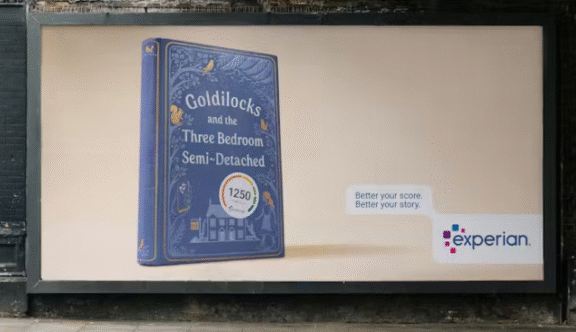 Goldilocks
and the
Three Bedroom
Semi-Detached
1250
Better your score.
Better your story.
experian.